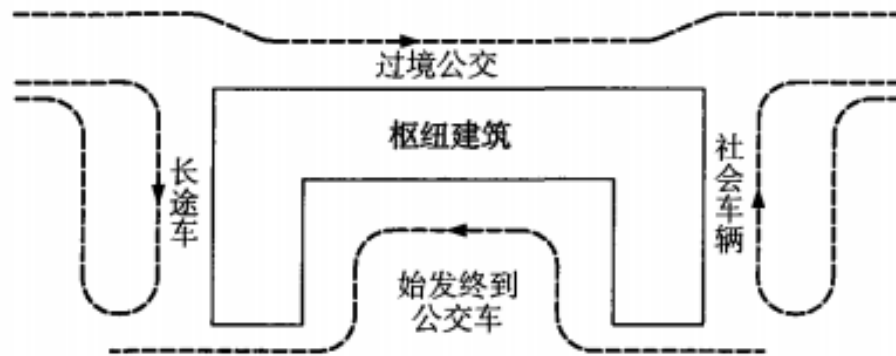 过境公交
枢纽建筑
长途车
社会车辆
始发终到
公交车